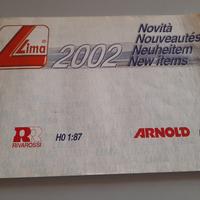 Lima®
2002
Novità
Nouveautés
Neuheitem
New items
RR
RIVAROSSI
H0 1:87
ARNOLD